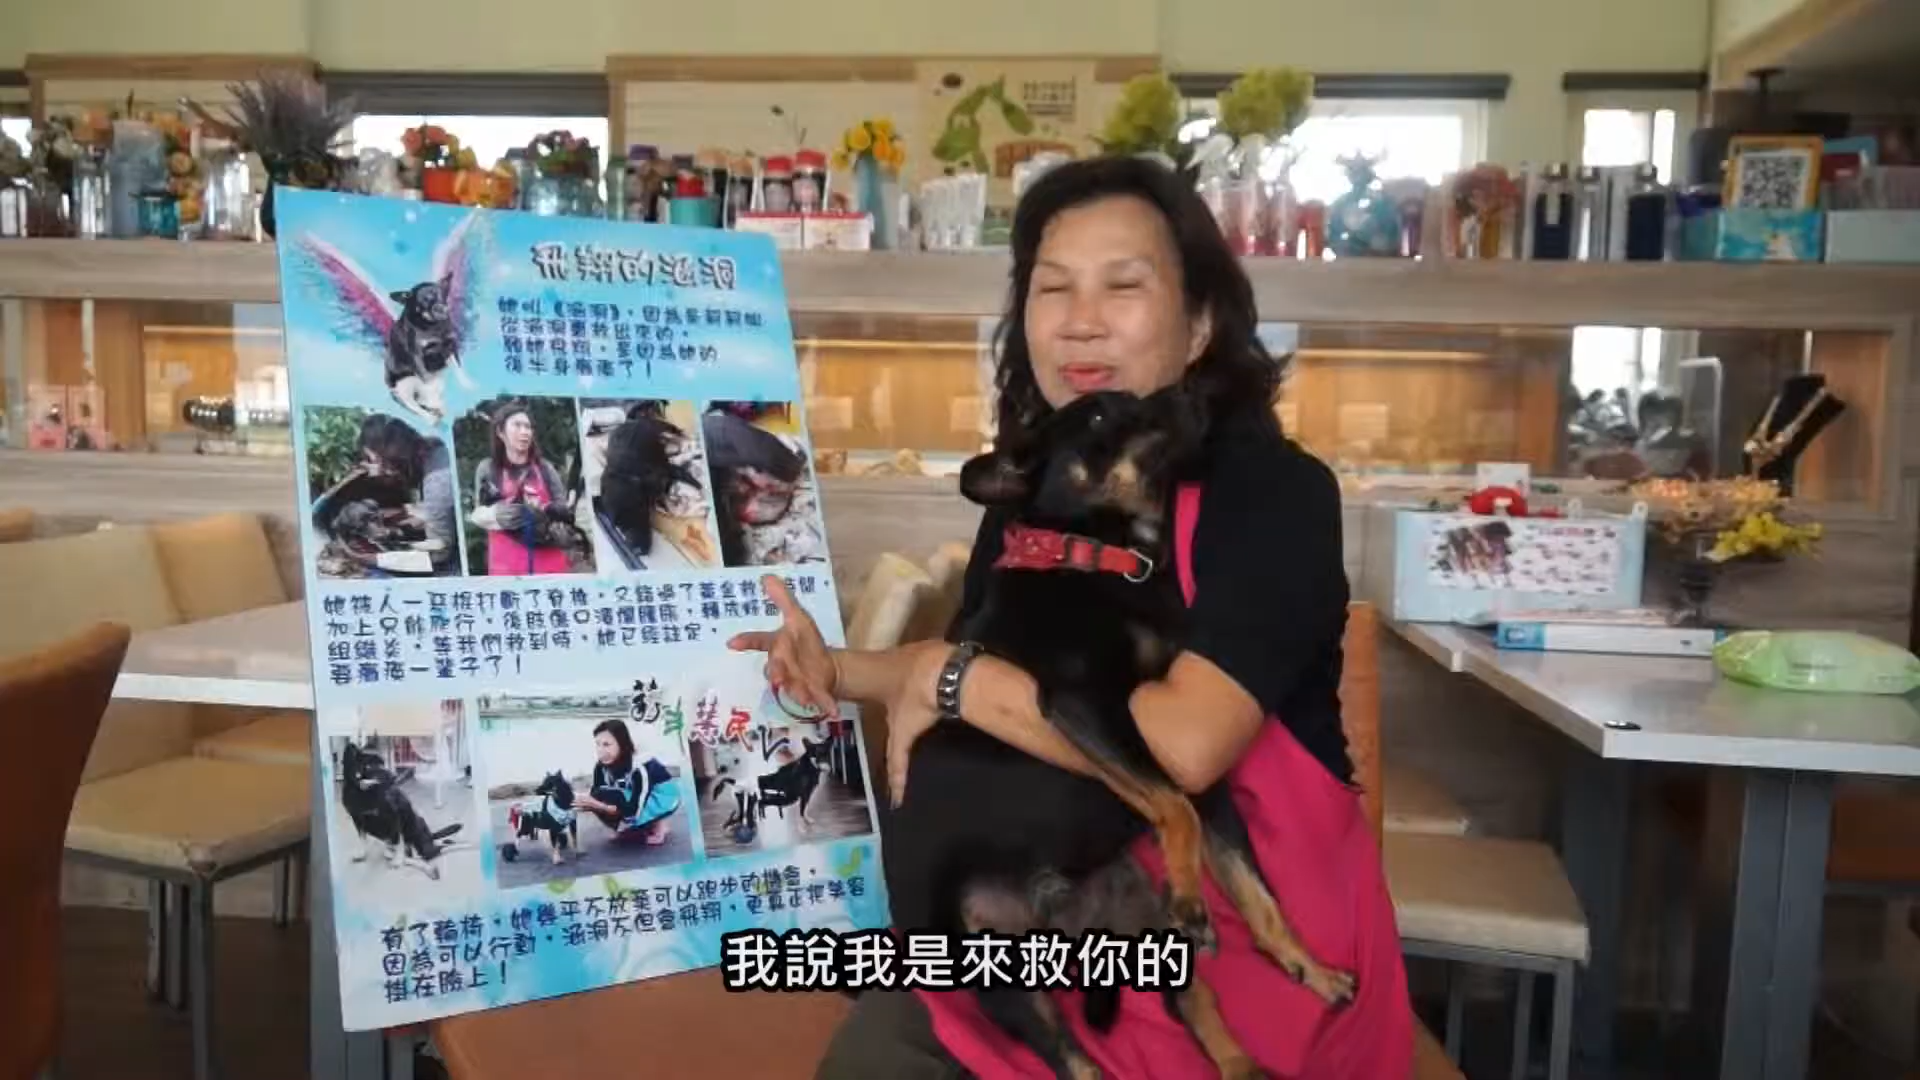 飛翔的涵洞
她叫《涵洞》，因為是莉莉姐
從涵洞裏救出來的，
願她飛翔，是因為她的
後半身癱瘓了！
她被人一惡棍打斷了脊椎，又錯過了黃金救援時間，
加上只能爬行，後肢傷口潰爛腫脹，轉成蜂窩
組織炎，等我們救到時，她已經註定，
要癱瘓一輩子了！
有了輪椅，她幾乎不放棄可以跑步的機會，
因為可以行動，涵洞不但會飛翔，更真正把笑容
掛在臉上！
我說我是來救你的